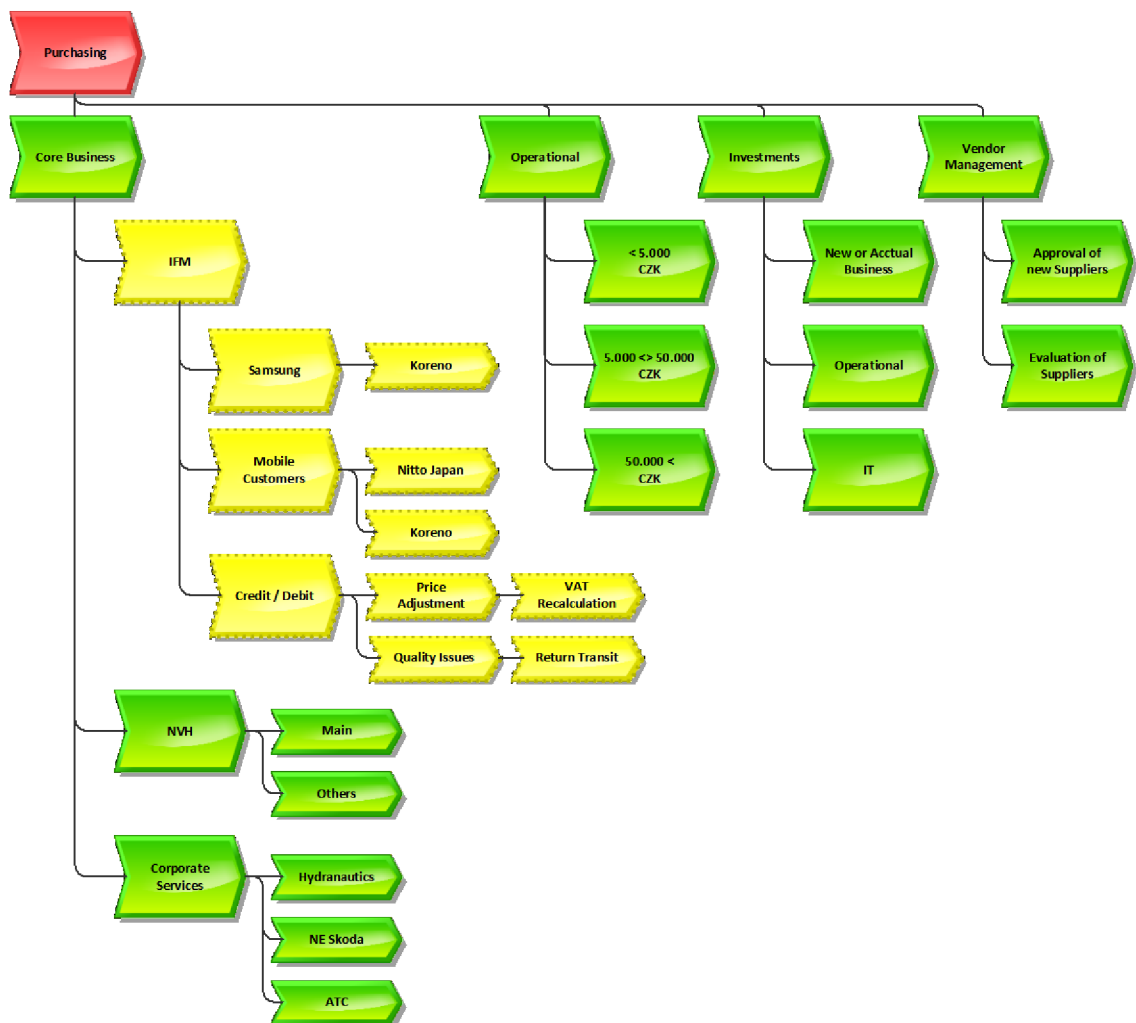 Purchasing
Core Business
Operational
Investments
Vendor
Management
IFM
< 5.000
CZK
New or Acctual
Business
Approval of
new Suppliers
Samsung
Koreno
5.000 <> 50.000
CZK
Operational
Evaluation of
Suppliers
Mobile
Customers
Nitto Japan
Koreno
50.000 <
CZK
IT
Credit / Debit
Price
Adjustment
VAT
Recalculation
Quality Issues
Return Transit
NVH
Main
Others
Corporate
Services
Hydranautics
NE Skoda
ATC